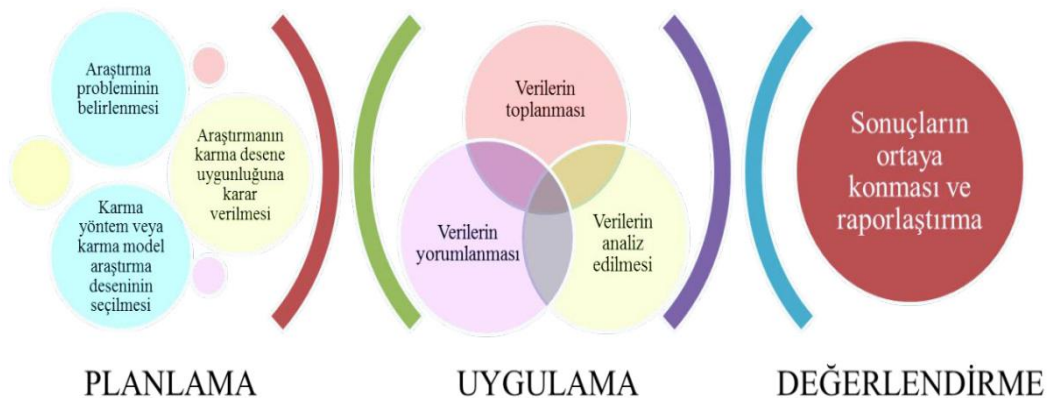 Araştırma
probleminin
belirlenmesi
Araştırmanın
karma desene
uygunluğuna
karar
verilmesi
Karma
yöntem veya
karma model
araştırma
deseninin
seçilmesi
PLANLAMA
Verilerin
toplanması
Verilerin
yorumlanması
Verilerin
analiz
edilmesi
UYGULAMA
Sonuçların
ortaya
konması ve
raporlaştırma
DEĞERLENDİRME